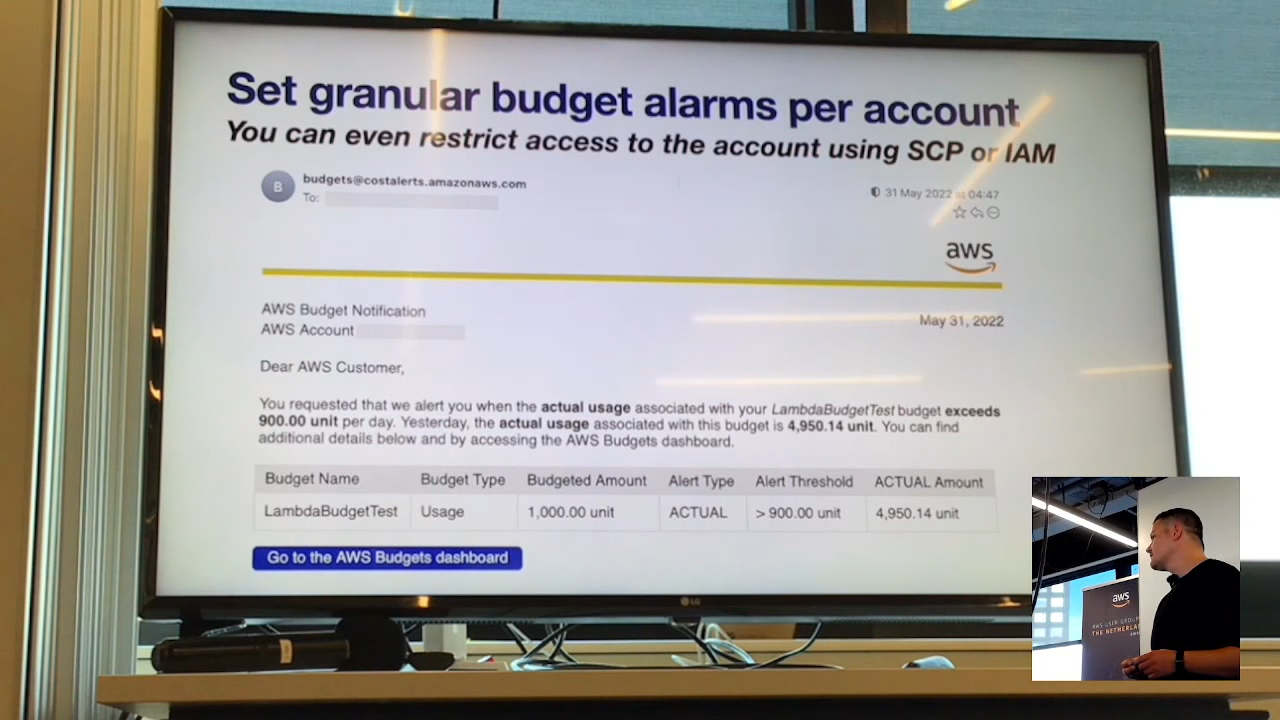 Set granular budget alarms per account
You can even restrict access to the account using SCP or IAM
B
budgets@costalerts.amazonaws.com
31 May 2022 at 04:47
To:
aws
AWS Budget Notification
May 31, 2022
AWS Account
Dear AWS Customer,
You requested that we alert you when the actual usage associated with your LambdaBudgetTest budget exceeds
900.00 unit per day. Yesterday, the actual usage associated with this budget is 4,950.14 unit. You can find
additional details below and by accessing the AWS Budgets dashboard.
Budget Name Budget Type Budgeted Amount Alert Type Alert Threshold ACTUAL Amount
LambdaBudgetTest Usage 1,000.00 unit ACTUAL > 900.00 unit 4,950.14 unit
Go to the AWS Budgets dashboard
LG
aws
AWS USER GROUP
THE NETHERLA